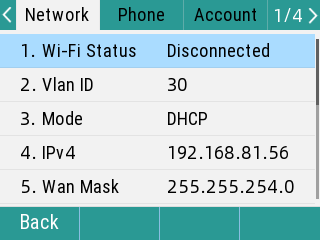 Network Phone Account 1/4
1. Wi-Fi Status Disconnected
2. Vlan ID 30
3. Mode DHCP
4. IPv4 192.168.81.56
5. Wan Mask 255.255.254.0
Back